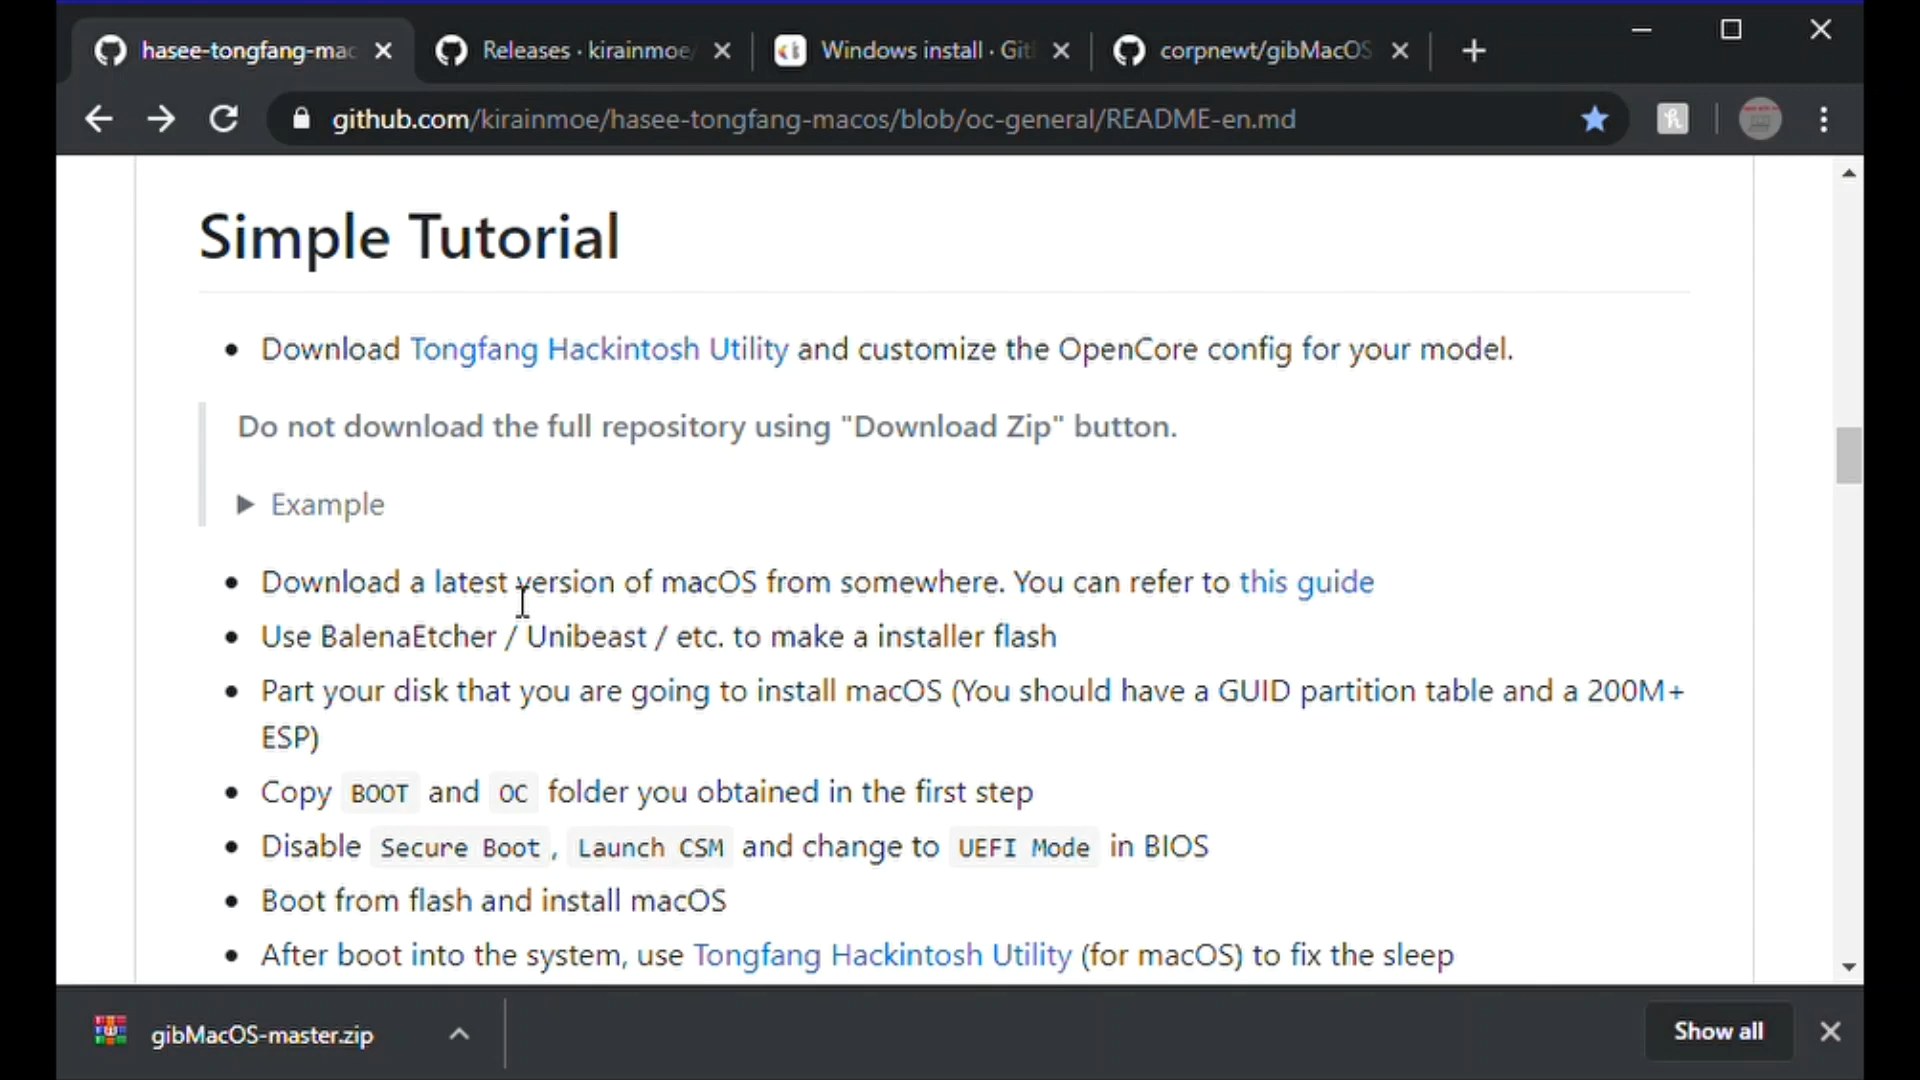 hasee-tongfang-mac
Releases · kirainmoe/
Windows install · Git
corpnewt/gibMacOS
github.com/kirainmoe/hasee-tongfang-macos/blob/oc-general/README-en.md
Simple Tutorial
Download Tongfang Hackintosh Utility and customize the OpenCore config for your model.
Do not download the full repository using "Download Zip" button.
Example
Download a latest version of macOS from somewhere. You can refer to this guide
Use BalenaEtcher / Unibeast / etc. to make a installer flash
Part your disk that you are going to install macOS (You should have a GUID partition table and a 200M+
ESP)
Copy BOOT and OC folder you obtained in the first step
Disable Secure Boot, Launch CSM and change to UEFI Mode in BIOS
Boot from flash and install macOS
After boot into the system, use Tongfang Hackintosh Utility (for macOS) to fix the sleep
gibMacOS-master.zip
Show all